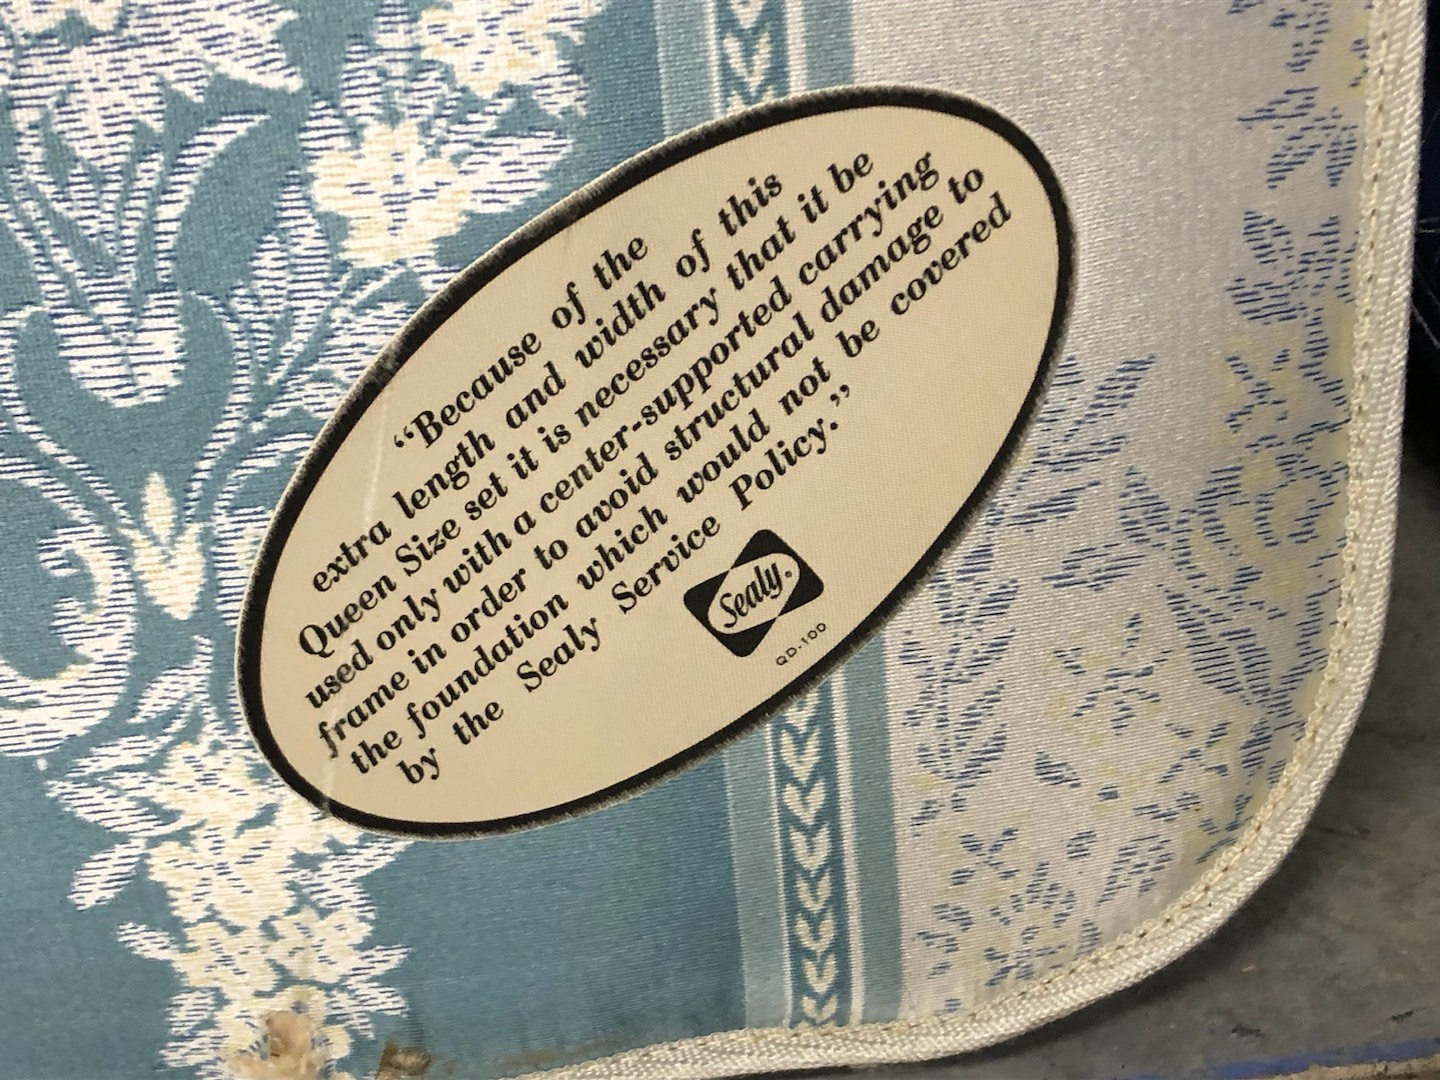 “Because of the
extra length and width of this
Queen Size set it is necessary that it be
used only with a center-supported carrying
frame in order to avoid structural damage to
the foundation which would not be covered
by the Sealy Service Policy.”
Sealy.
QD-100